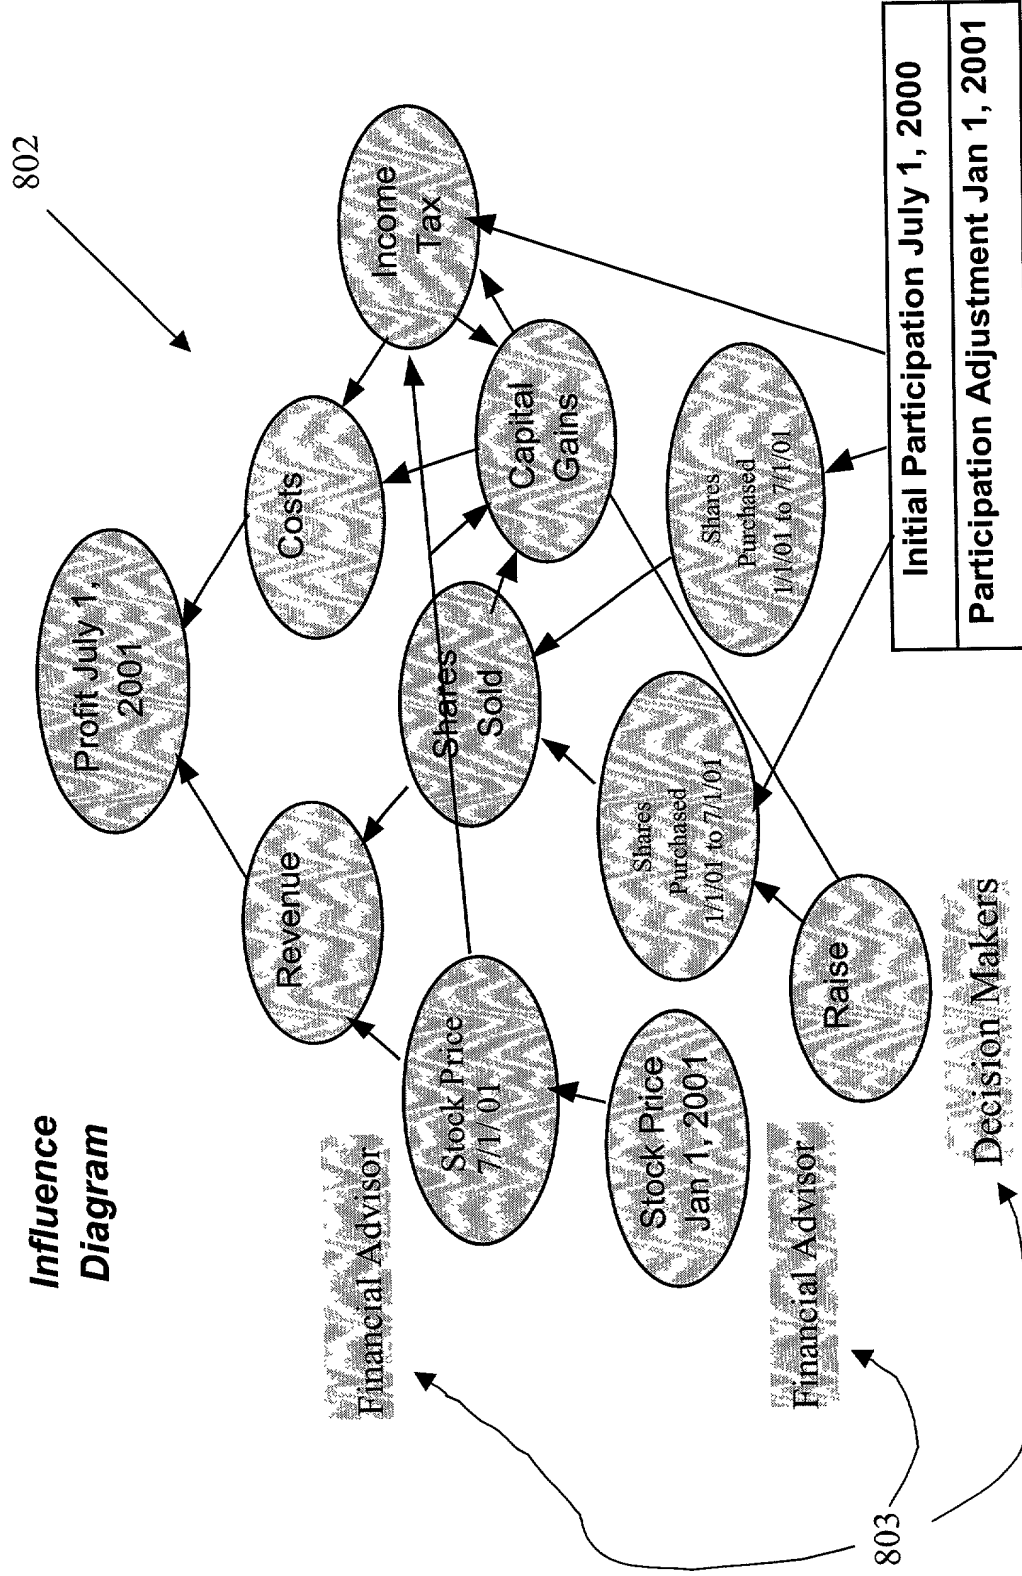 Influence
Diagram
802
Profit July 1,
2001
Revenue
Costs
Financial Advisor
Stock Price
7/1/01
Shares
Sold
Income
Tax
Capital
Gains
Stock Price
Jan 1, 2001
Shares
Purchased
1/1/01 to 7/1/01
Shares
Purchased
1/1/01 to 7/1/01
Financial Advisor
Raise
Decision Makers
Initial Participation July 1, 2000
Participation Adjustment Jan 1, 2001
803